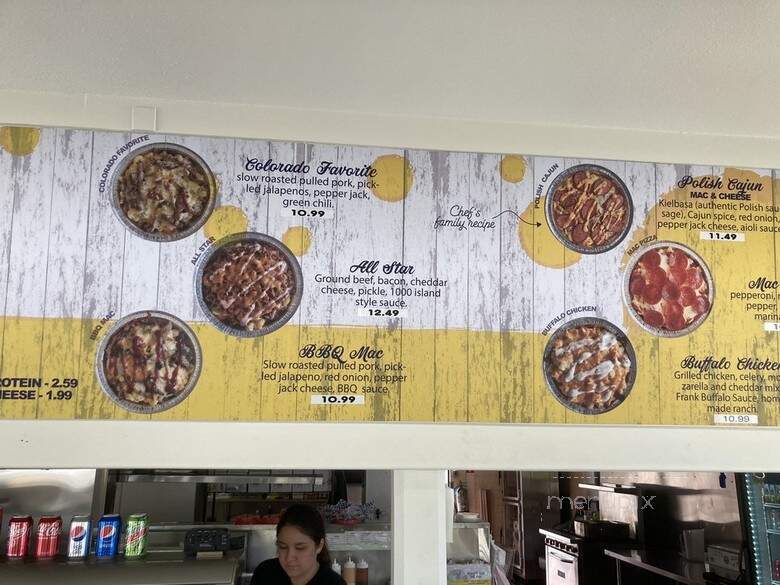 COLORADO FAVORITE
Colorado Favorite
slow roasted pulled pork, pick-
led jalapenos, pepper jack,
green chili.
10.99
ALL STAR
All Star
Ground beef, bacon, cheddar
cheese, pickle, 1000 island
style sauce.
12.49
BBQ MAC
BBQ Mac
Slow roasted pulled pork, pick-
led jalapeno, red onion, pepper
jack cheese, BBQ sauce.
10.99
ROTEIN - 2.59
HEESE - 1.99
Chef's
family recipe
POLISH CAJUN
Polish Cajun
MAC & CHEESE
Kielbasa (authentic Polish sau
sage), Cajun spice, red onion,
pepper jack cheese, aioli sauce
11.49
MAC PIZZA
Mac
pepperoni,
pepper,
marina
BUFFALO CHICKEN
Buffalo Chicken
Grilled chicken, celery, mo
zarella and cheddar mix
Frank Buffalo Sauce, hom
made ranch.
10.99